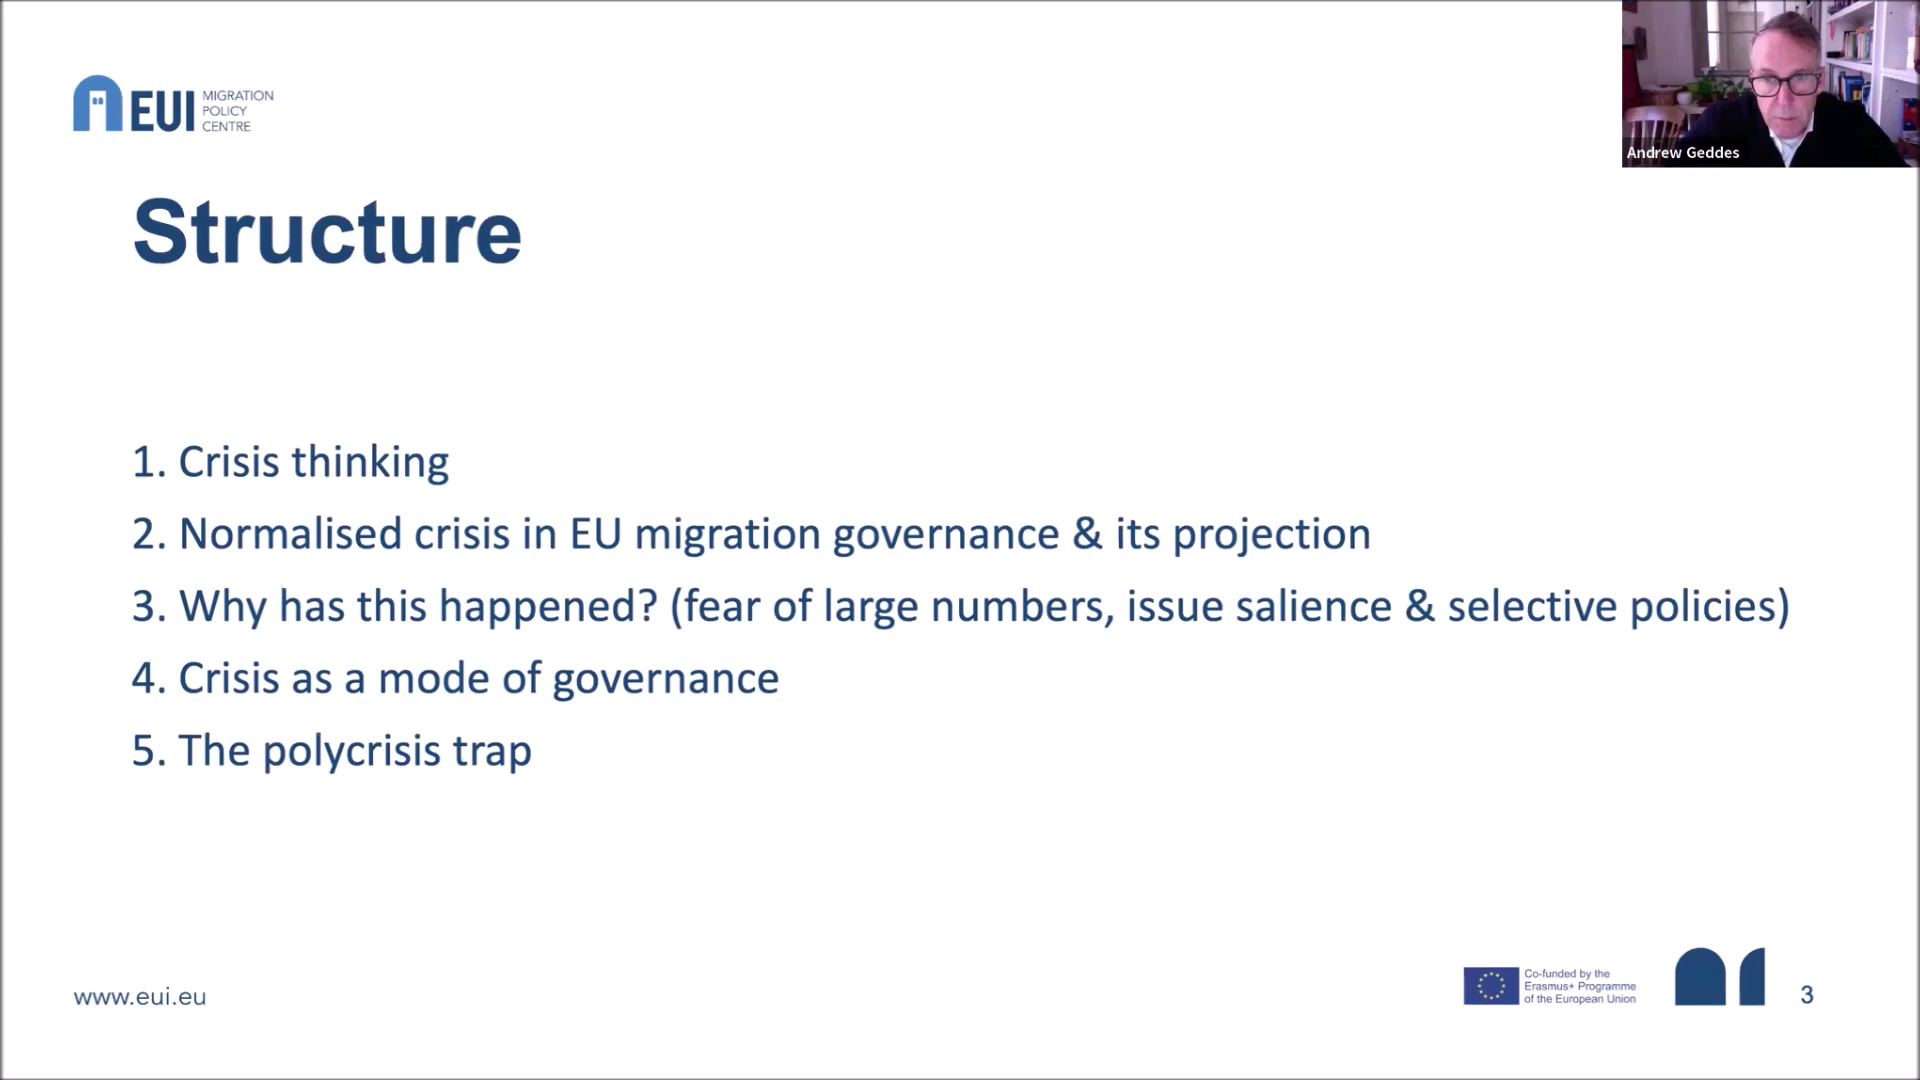 EUI
MIGRATION
POLICY
CENTRE
Andrew Geddes
Structure
1. Crisis thinking
2. Normalised crisis in EU migration governance & its projection
3. Why has this happened? (fear of large numbers, issue salience & selective policies)
4. Crisis as a mode of governance
5. The polycrisis trap
www.eui.eu
Co-funded by the
Erasmus+ Programme
of the European Union
3